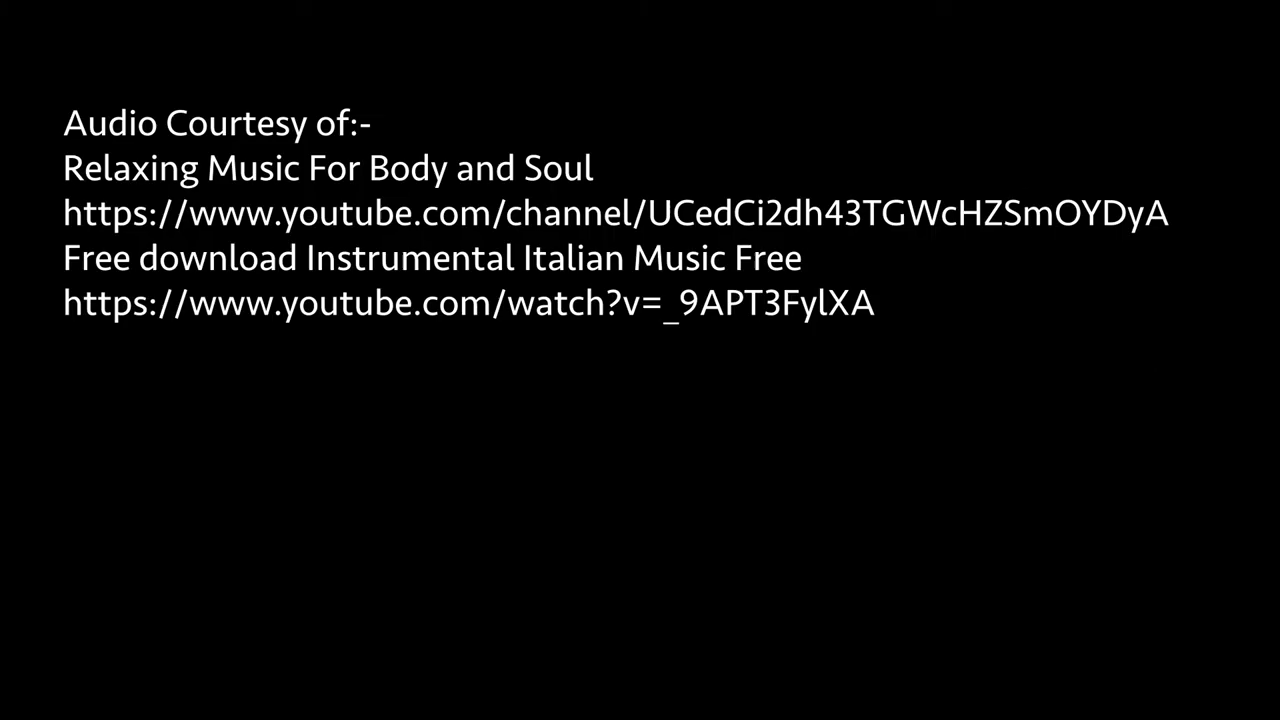 Audio Courtesy of:-
Relaxing Music For Body and Soul
https://www.youtube.com/channel/UCedCi2dh43TGWcHZSmOYDyA
Free download Instrumental Italian Music Free
https://www.youtube.com/watch?v=_9APT3FylXA